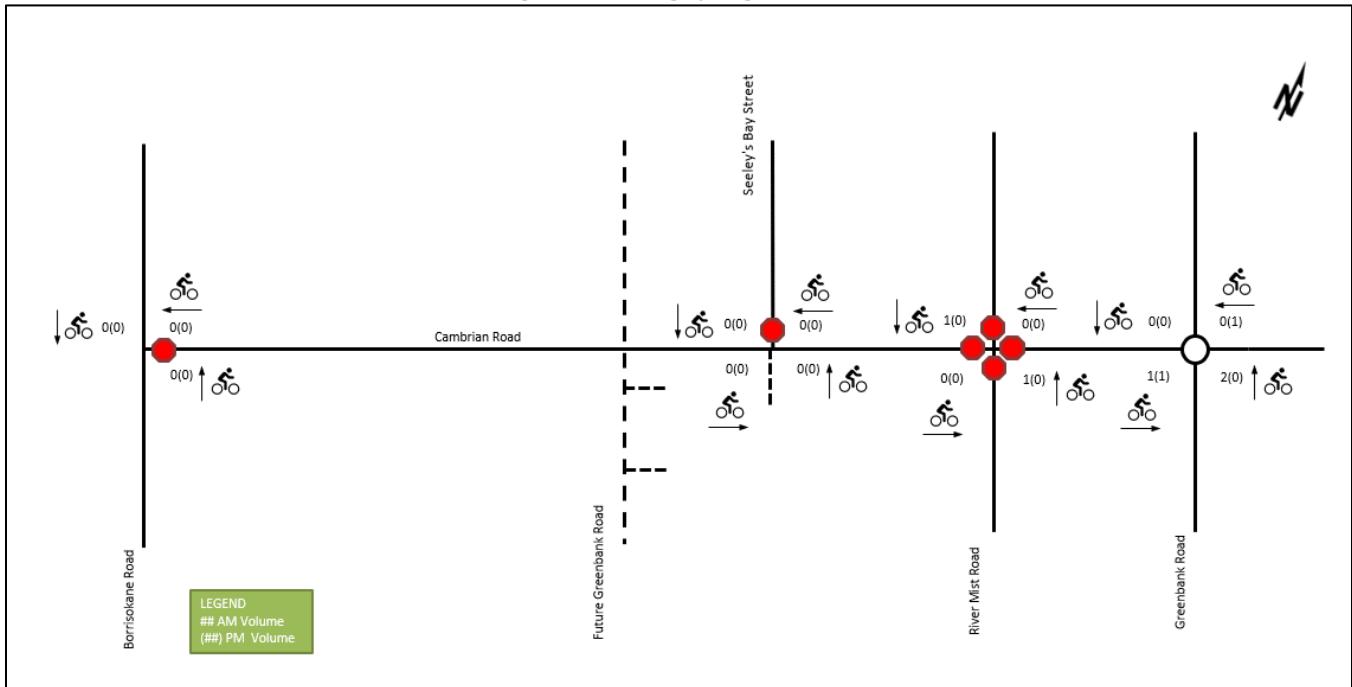 N
Seeley's Bay Street
0(0)
0(0)
0(0)
0(0)
0(0)
1(0)
0(0)
0(0)
0(1)
Cambrian Road
0(0)
0(0)
0(0)
0(0)
1(0)
1(1)
2(0)
Borrisokane Road
Future Greenbank Road
River Mist Road
Greenbank Road
LEGEND
## AM Volume
(##) PM Volume